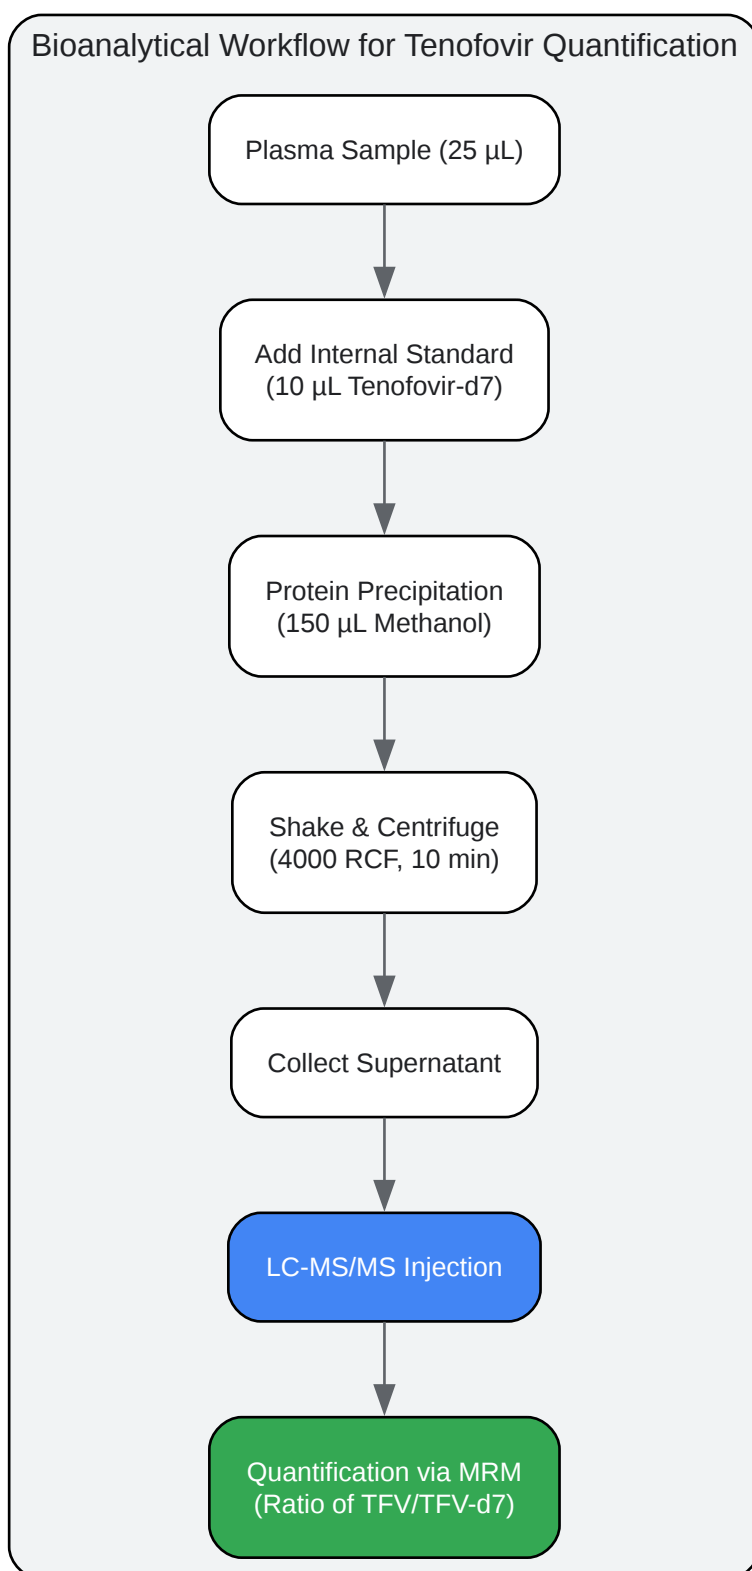 Bioanalytical Workflow for Tenofovir Quantification
Plasma Sample (25 µL)
Add Internal Standard
(10 µL Tenofovir-d7)
Protein Precipitation
(150 µL Methanol)
Shake & Centrifuge
(4000 RCF, 10 min)
Collect Supernatant
LC-MS/MS Injection
Quantification via MRM
(Ratio of TFV/TFV-d7)